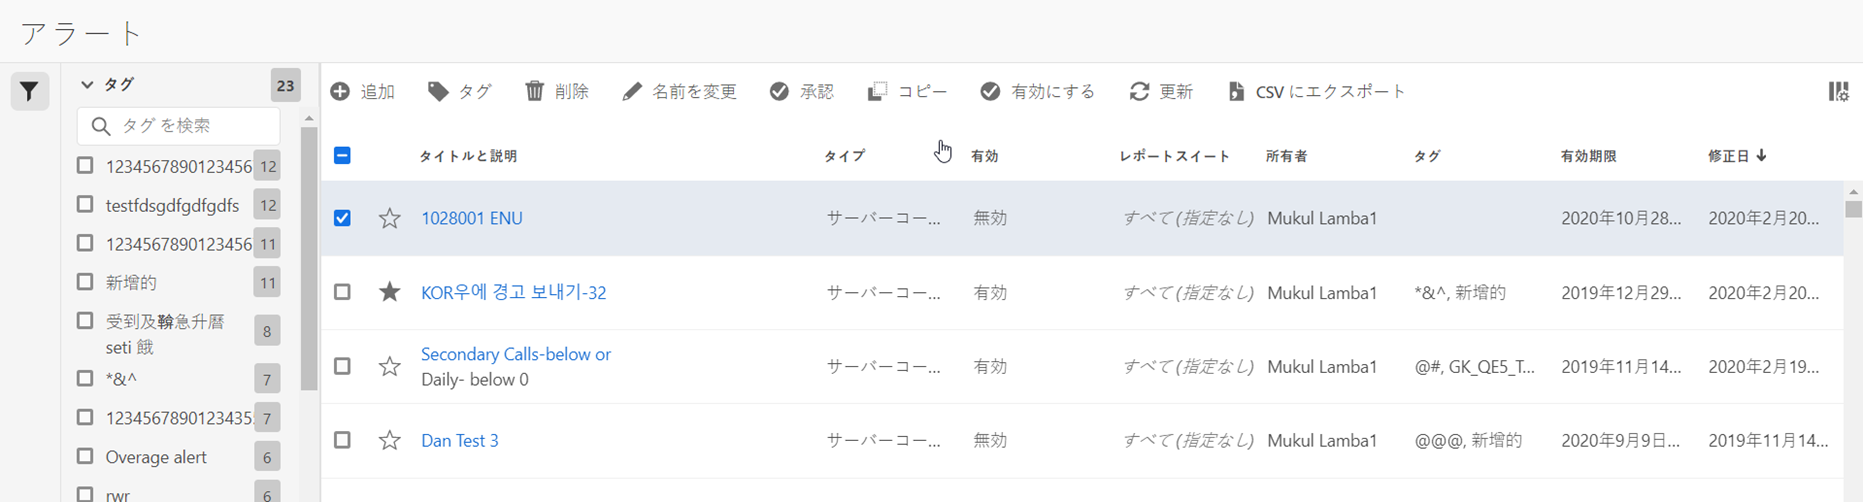 アラート
タグ 23
タグ を検索
1234567890123456 12
testfdsgdfgdfgdfs 12
1234567890123456 11
新增的 11
受到及鞥急升曆 8
seti 餓
*&^ 7
1234567890123435 7
Overage alert 6
rwr 6
追加 タグ 削除 名前を変更 承認 コピー 有効にする 更新 CSV にエクスポート
タイトルと説明 タイプ 有効 レポートスイート 所有者 タグ 有効期限 修正日
1028001 ENU サーバーコー... 無効 すべて (指定なし) Mukul Lamba1 2020年10月28... 2020年2月20...
KOR우에 경고 보내기-32 サーバーコー... 有効 すべて (指定なし) Mukul Lamba1 *&^, 新增的 2019年12月29... 2020年2月20...
Secondary Calls-below or サーバーコー... 有効 すべて (指定なし) Mukul Lamba1 @#, GK_QE5_T... 2019年11月14... 2020年2月19...
Daily- below 0
Dan Test 3 サーバーコー... 無効 すべて (指定なし) Mukul Lamba1 @@@, 新增的 2020年9月9日... 2019年11月14...